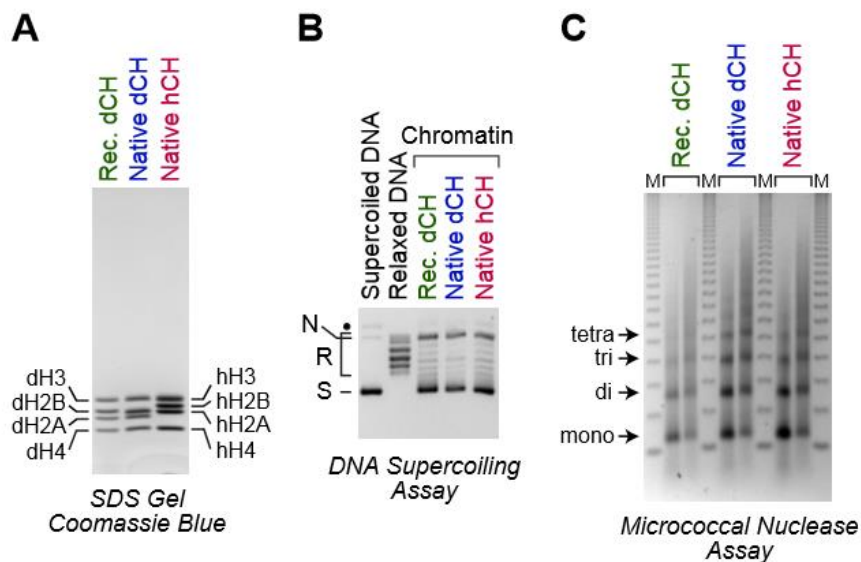 A
Rec. dCH
Native dCH
Native hCH
dH3
dH2B
dH2A
dH4
hH3
hH2B
hH2A
hH4
SDS Gel
Coomassie Blue
B
Chromatin
Supercoiled DNA
Relaxed DNA
Rec. dCH
Native dCH
Native hCH
N
R
S
DNA Supercoiling
Assay
C
Rec. dCH
Native dCH
Native hCH
M M M M
tetra
tri
di
mono
Micrococcal Nuclease
Assay